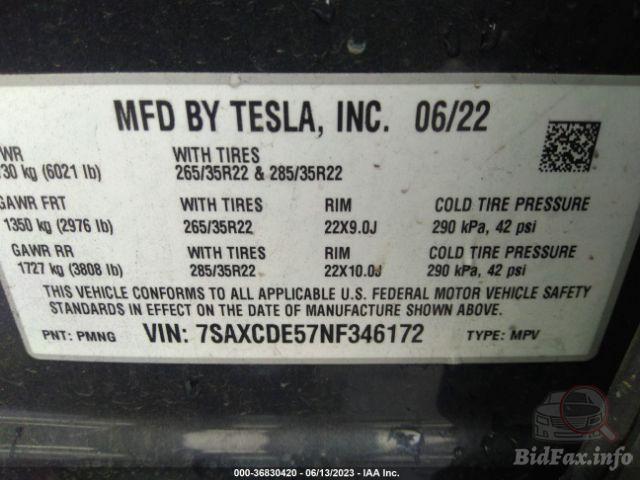 MFD BY TESLA, INC. 06/22
WR WITH TIRES
30 kg (6021 lb) 265/35R22 & 285/35R22
GAWR FRT WITH TIRES RIM COLD TIRE PRESSURE
1350 kg (2976 lb) 265/35R22 22X9.0J 290 kPa, 42 psi
GAWR RR WITH TIRES RIM COLD TIRE PRESSURE
1727 kg (3808 lb) 285/35R22 22X10.0J 290 kPa, 42 psi
THIS VEHICLE CONFORMS TO ALL APPLICABLE U.S. FEDERAL MOTOR VEHICLE SAFETY
STANDARDS IN EFFECT ON THE DATE OF MANUFACTURE SHOWN ABOVE.
PNT: PMNG VIN: 7SAXCDE57NF346172 TYPE: MPV
BidFax.info
000-36830420 - 06/13/2023 - IAA Inc.